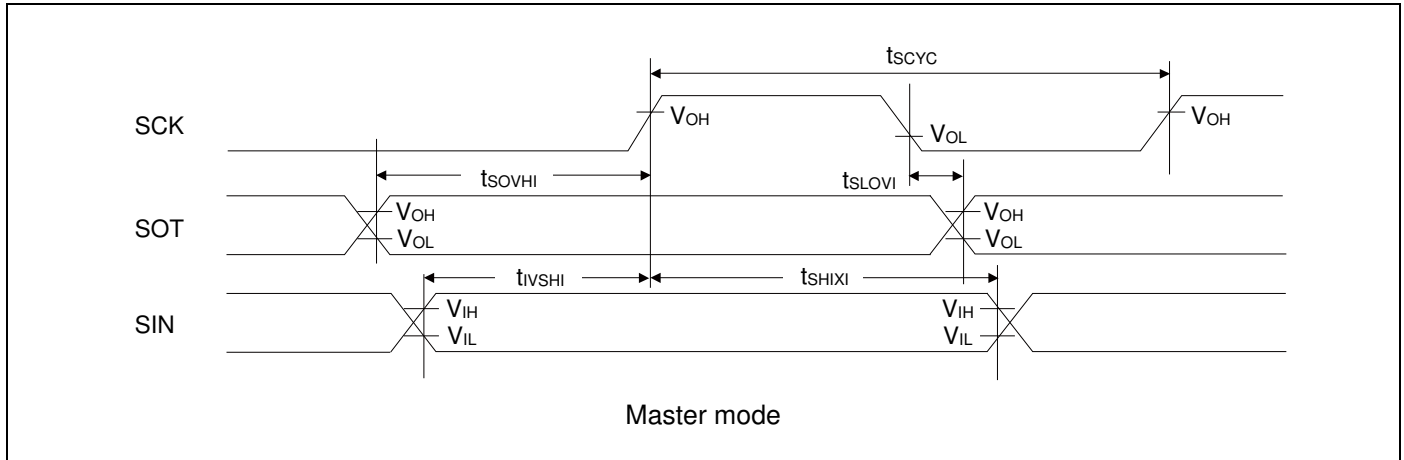 tSCYC
SCK
VOH
VOL
VOH
tSOVHI
tSLOVI
SOT
VOH
VOL
VOH
VOL
tIVSHI
tSHIXI
SIN
VIH
VIL
VIH
VIL
Master mode